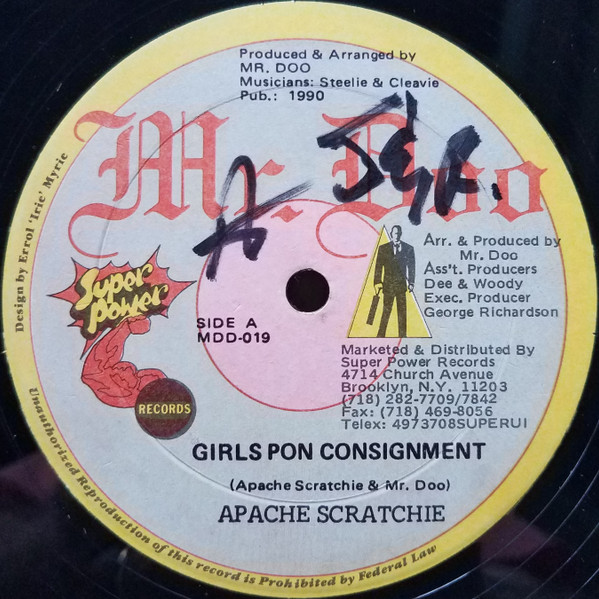 Produced & Arranged by
MR. DOO
Musicians: Steelie & Cleavie
Pub.: 1990
Mr. Doo
Design by Errol 'Irie' Myrie
Super
Power
RECORDS
SIDE A
MDD-019
Arr. & Produced by
Mr. Doo
Ass't. Producers
Dee & Woody
Exec. Producer
George Richardson
Marketed & Distributed By
Super Power Records
4714 Church Avenue
Brooklyn, N.Y. 11203
(718) 282-7709/7842
Fax: (718) 469-8056
Telex: 4973708SUPERUI
GIRLS PON CONSIGNMENT
(Apache Scratchie & Mr. Doo)
APACHE SCRATCHIE
Unauthorized Reproduction of this record is Prohibited by Federal Law